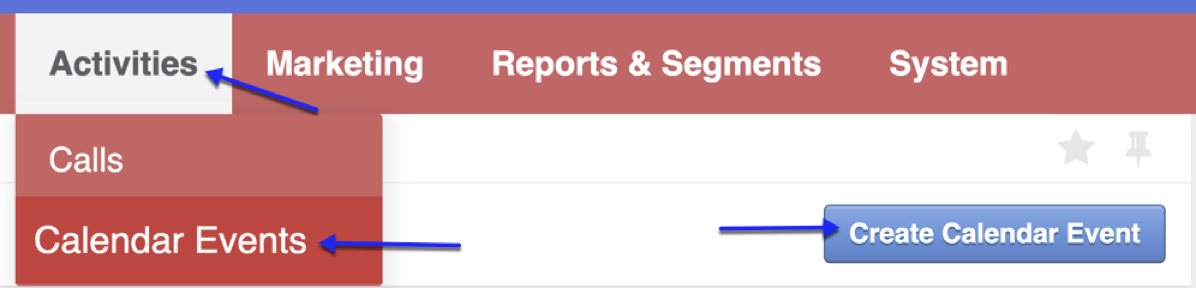 Activities Marketing Reports & Segments System
Calls
Calendar Events
Create Calendar Event